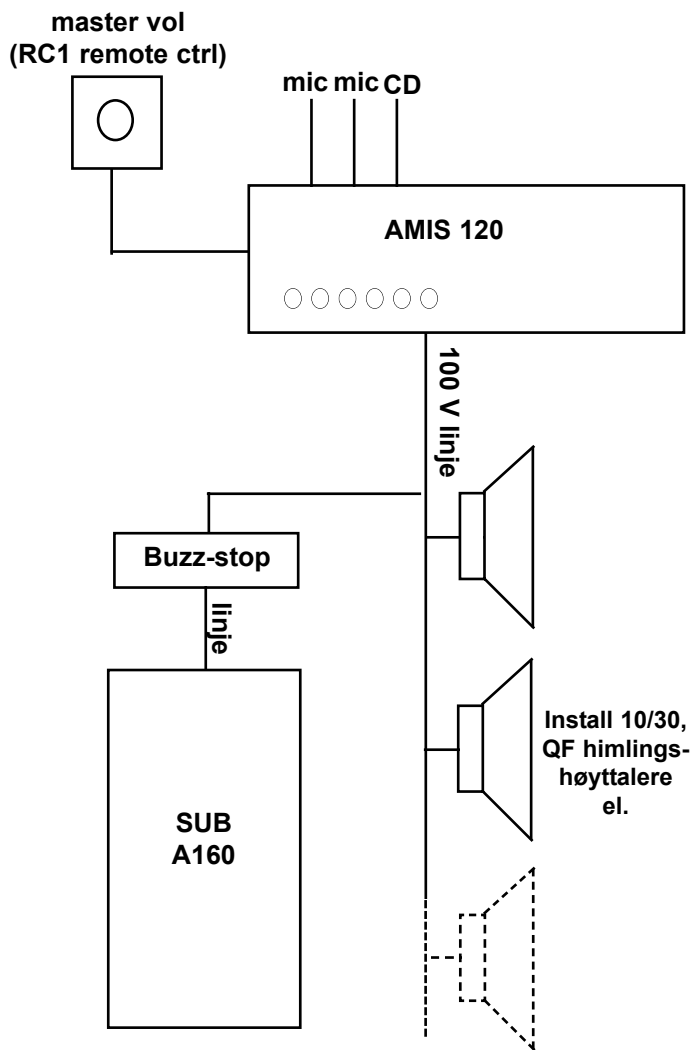 master vol
(RC1 remote ctrl)
mic mic CD
AMIS 120
100 V linje
Buzz-stop
linje
Install 10/30,
QF himlings-
høyttalere
el.
SUB
A160